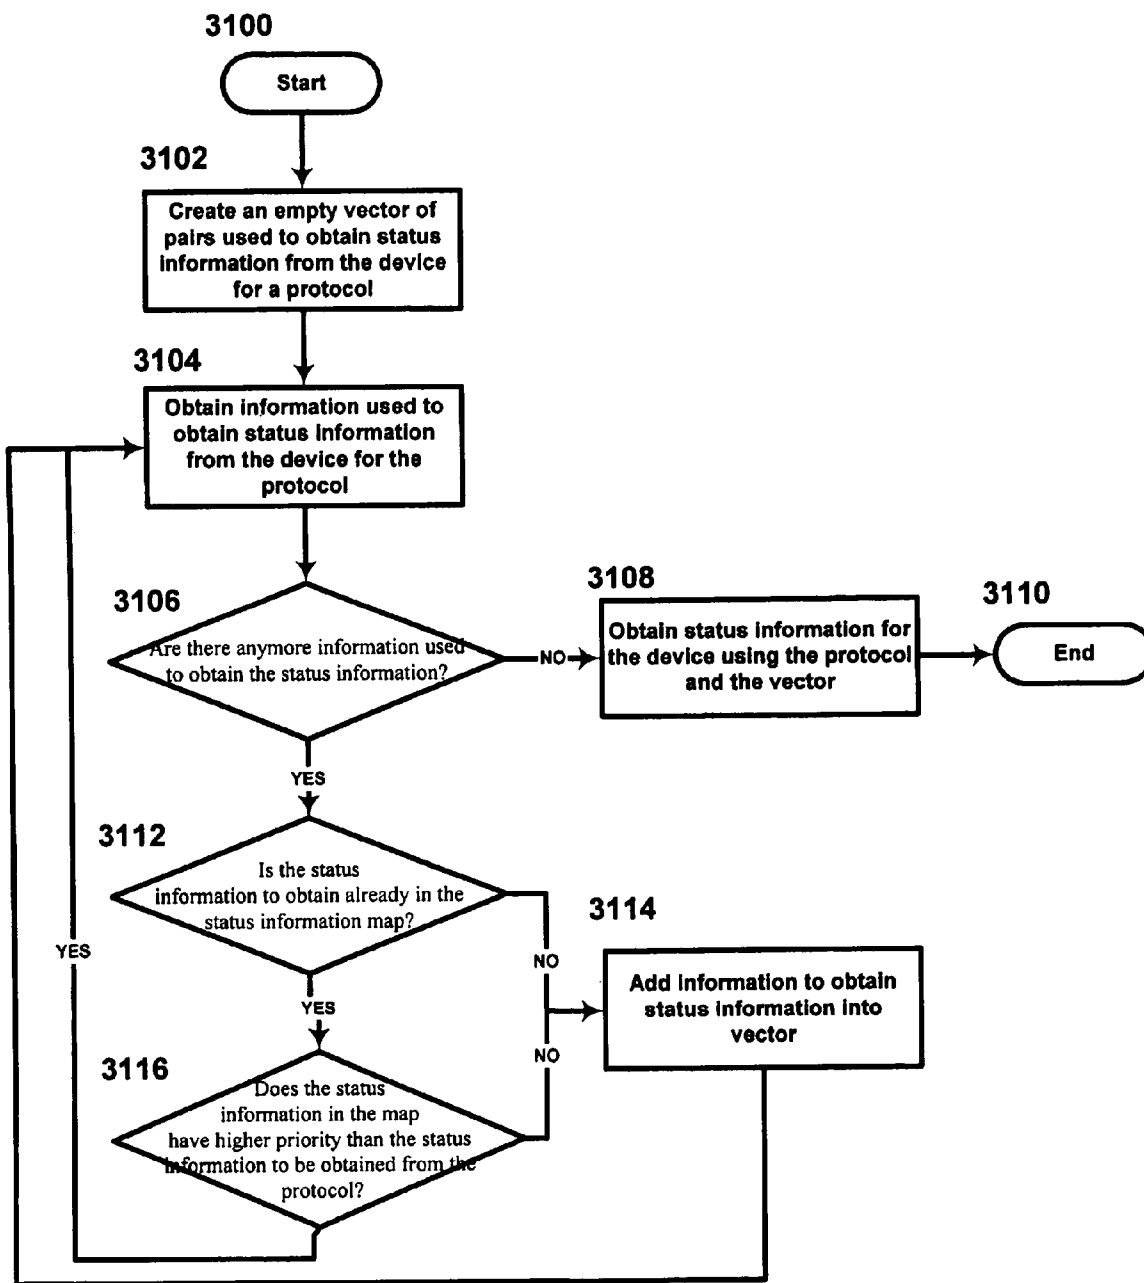 3100
Start
3102
Create an empty vector of
pairs used to obtain status
information from the device
for a protocol
3104
Obtain information used to
obtain status information
from the device for the
protocol
3106
Are there anymore information used
to obtain the status information?
NO
3108
Obtain status information for
the device using the protocol
and the vector
3110
End
YES
3112
Is the status
information to obtain already in the
status information map?
NO
3114
Add information to obtain
status information into
vector
YES
YES
NO
3116
Does the status
information in the map
have higher priority than the status
information to be obtained from the
protocol?